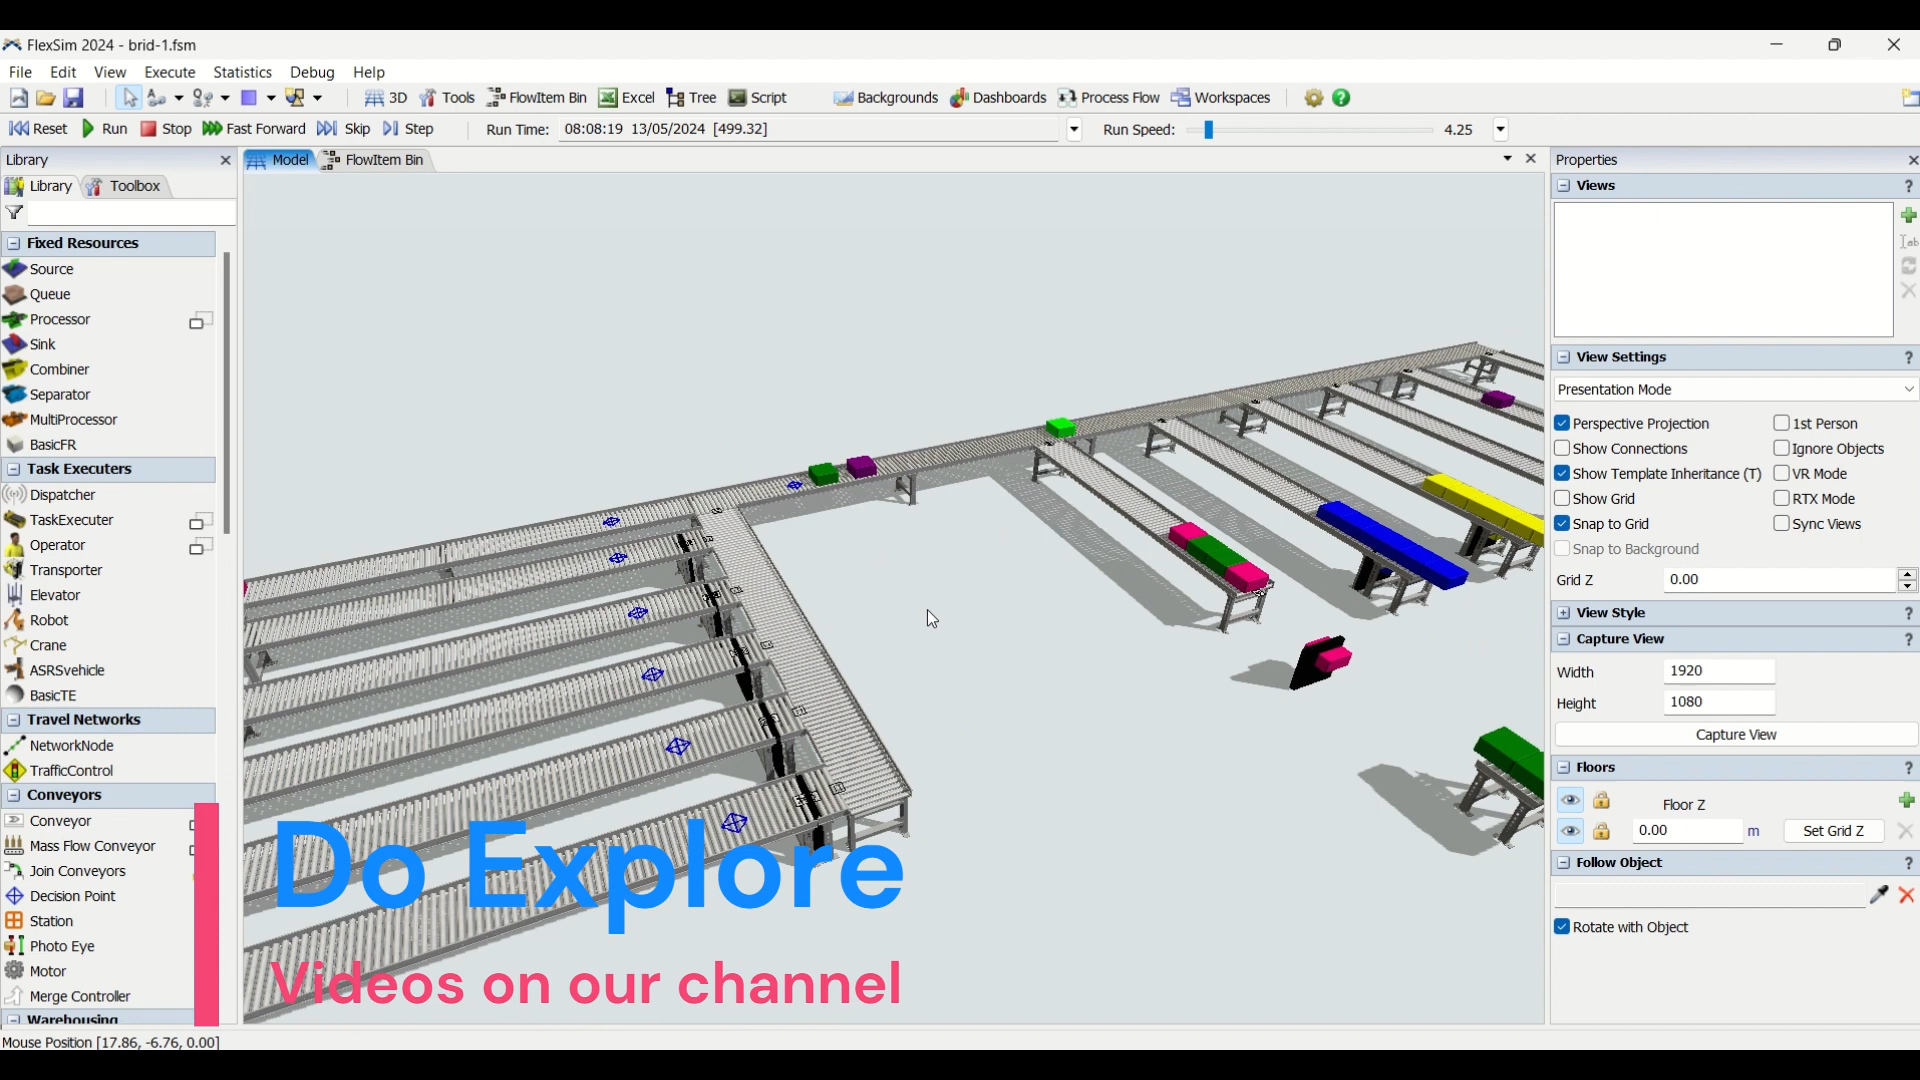 FlexSim 2024 - brid-1.fsm
File Edit View Execute Statistics Debug Help
3D Tools FlowItem Bin Excel Tree Script Backgrounds Dashboards Process Flow Workspaces
Reset Run Stop Fast Forward Skip Step Run Time: 08:08:19 13/05/2024 [499.32] Run Speed: 4.25
Library
Model FlowItem Bin
Properties
Library Toolbox
Fixed Resources
Source
Queue
Processor
Sink
Combiner
Separator
MultiProcessor
BasicFR
Task Executers
Dispatcher
TaskExecuter
Operator
Transporter
Elevator
Robot
Crane
ASRSvehicle
BasicTE
Travel Networks
NetworkNode
TrafficControl
Conveyors
Conveyor
Mass Flow Conveyor
Join Conveyors
Decision Point
Station
Photo Eye
Motor
Merge Controller
Warehousing
Do Explore
Videos on our channel
Views
View Settings
Presentation Mode
Perspective Projection 1st Person
Show Connections Ignore Objects
Show Template Inheritance (T) VR Mode
Show Grid RTX Mode
Snap to Grid Sync Views
Snap to Background
Grid Z 0.00
View Style
Capture View
Width 1920
Height 1080
Capture View
Floors
Floor Z
0.00 m Set Grid Z
Follow Object
Rotate with Object
Mouse Position [17.86, -6.76, 0.00]